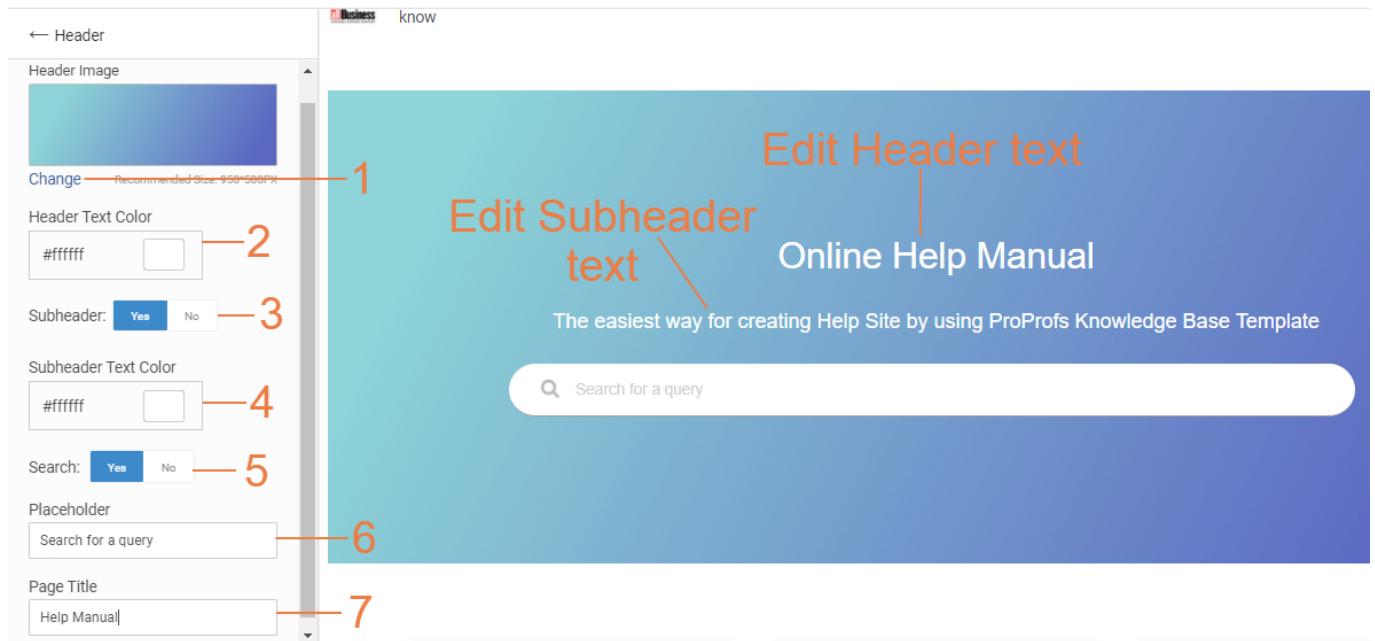 ← Header
Header Image
Change
Recommended Size: 950*500PX
1
Header Text Color
#ffffff
2
Subheader:
Yes
No
3
Subheader Text Color
#ffffff
4
Search:
Yes
No
5
Placeholder
Search for a query
6
Page Title
Help Manual
7
Business
know
Edit Header text
Edit Subheader
text
Online Help Manual
The easiest way for creating Help Site by using ProProfs Knowledge Base Template
Search for a query